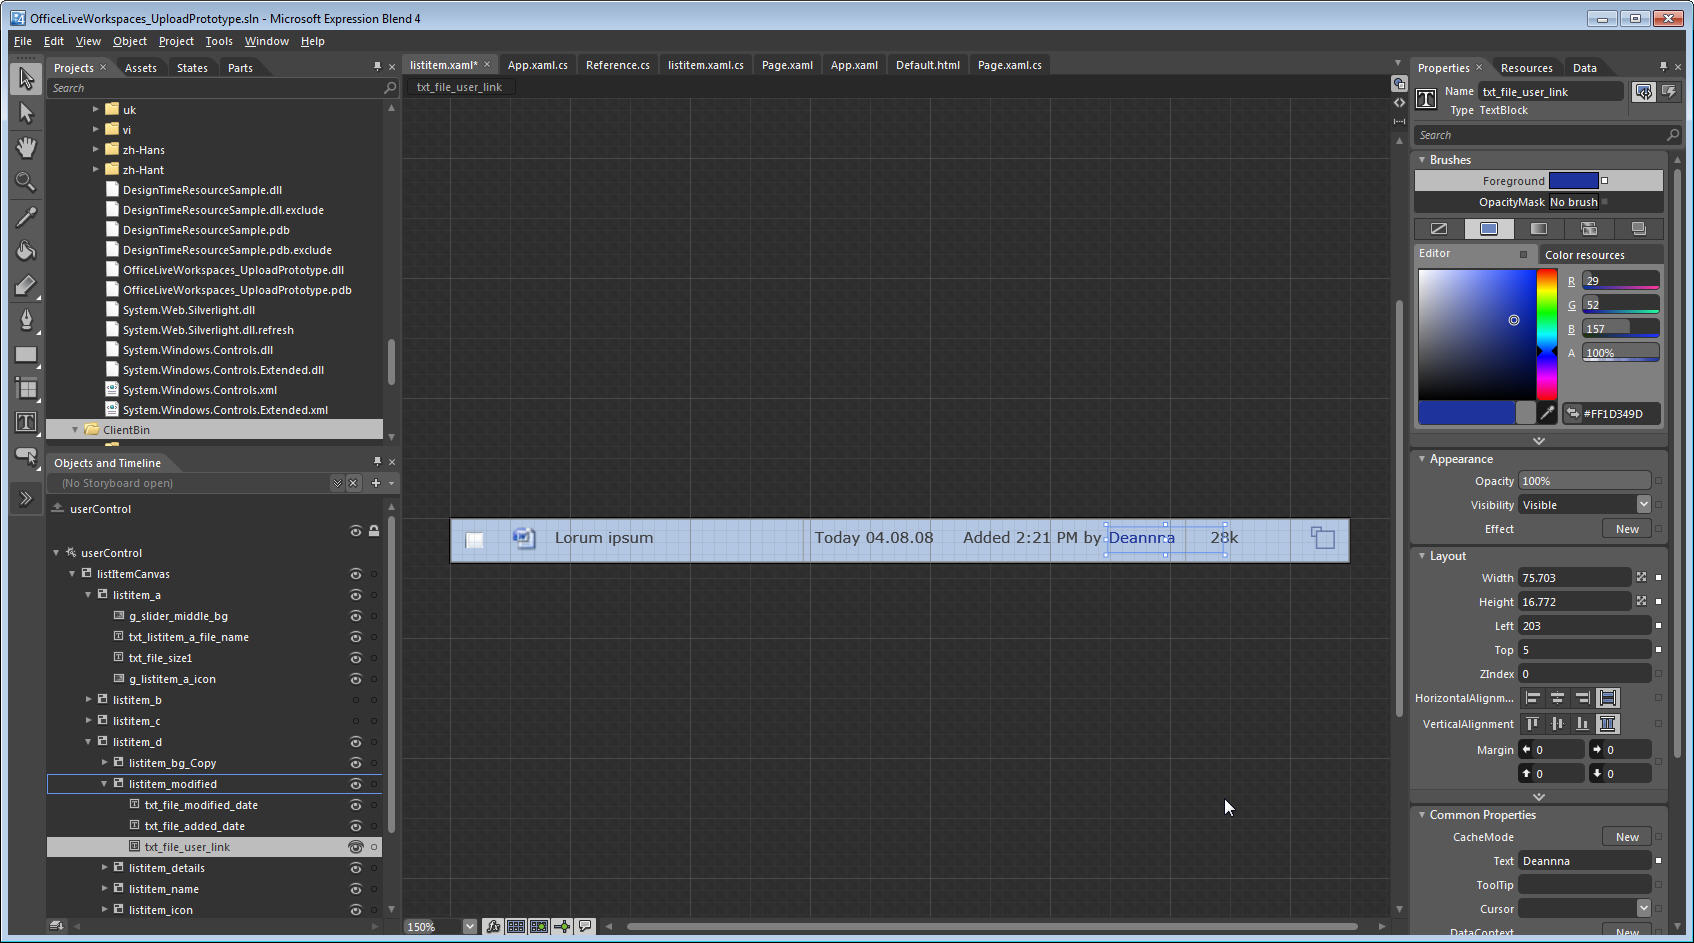 OfficeLiveWorkspaces_UploadPrototype.sln - Microsoft Expression Blend 4
File Edit View Object Project Tools Window Help
Projects Assets States Parts
Search
uk
vi
zh-Hans
zh-Hant
DesignTimeResourceSample.dll
DesignTimeResourceSample.dll.exclude
DesignTimeResourceSample.pdb
DesignTimeResourceSample.pdb.exclude
OfficeLiveWorkspaces_UploadPrototype.dll
OfficeLiveWorkspaces_UploadPrototype.pdb
System.Web.Silverlight.dll
System.Web.Silverlight.dll.refresh
System.Windows.Controls.dll
System.Windows.Controls.Extended.dll
System.Windows.Controls.xml
System.Windows.Controls.Extended.xml
ClientBin
Objects and Timeline
(No Storyboard open)
userControl
userControl
listItemCanvas
listitem_a
g_slider_middle_bg
txt_listitem_a_file_name
txt_file_size1
g_listitem_a_icon
listitem_b
listitem_c
listitem_d
listitem_bg_Copy
listitem_modified
txt_file_modified_date
txt_file_added_date
txt_file_user_link
listitem_details
listitem_name
listitem_icon
listitem.xaml* App.xaml.cs Reference.cs listitem.xaml.cs Page.xaml App.xaml Default.html Page.xaml.cs
txt_file_user_link
Lorum ipsum Today 04.08.08 Added 2:21 PM by Deannna 28k
150%
Properties Resources Data
Name txt_file_user_link
Type TextBlock
Search
Brushes
Foreground
OpacityMask No brush
Editor Color resources
R 29
G 52
B 157
A 100%
#FF1D349D
Appearance
Opacity 100%
Visibility Visible
Effect New
Layout
Width 75.703
Height 16.772
Left 203
Top 5
ZIndex 0
HorizontalAlignm...
VerticalAlignment
Margin 0 0
0 0
Common Properties
CacheMode New
Text Deannna
ToolTip
Cursor
DataContext New